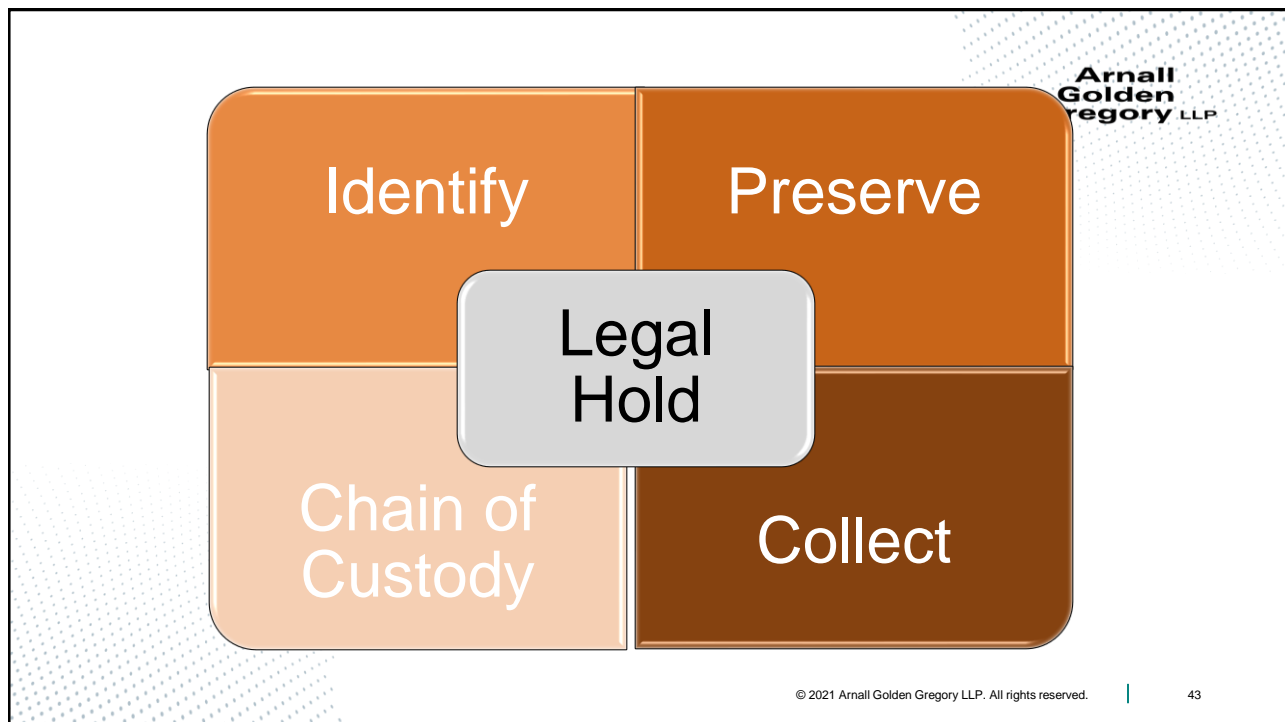 Arnall
Golden
regory LLP
Identify
Preserve
Legal
Hold
Chain of
Custody
Collect
© 2021 Arnall Golden Gregory LLP. All rights reserved.
43